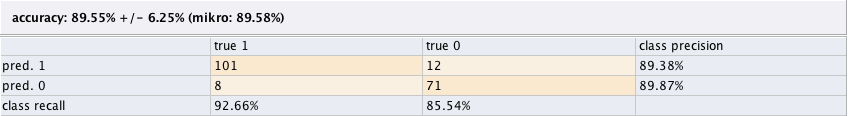 accuracy: 89.55% +/- 6.25% (mikro: 89.58%)
true 1 true 0 class precision
pred. 1 101 12 89.38%
pred. 0 8 71 89.87%
class recall 92.66% 85.54%